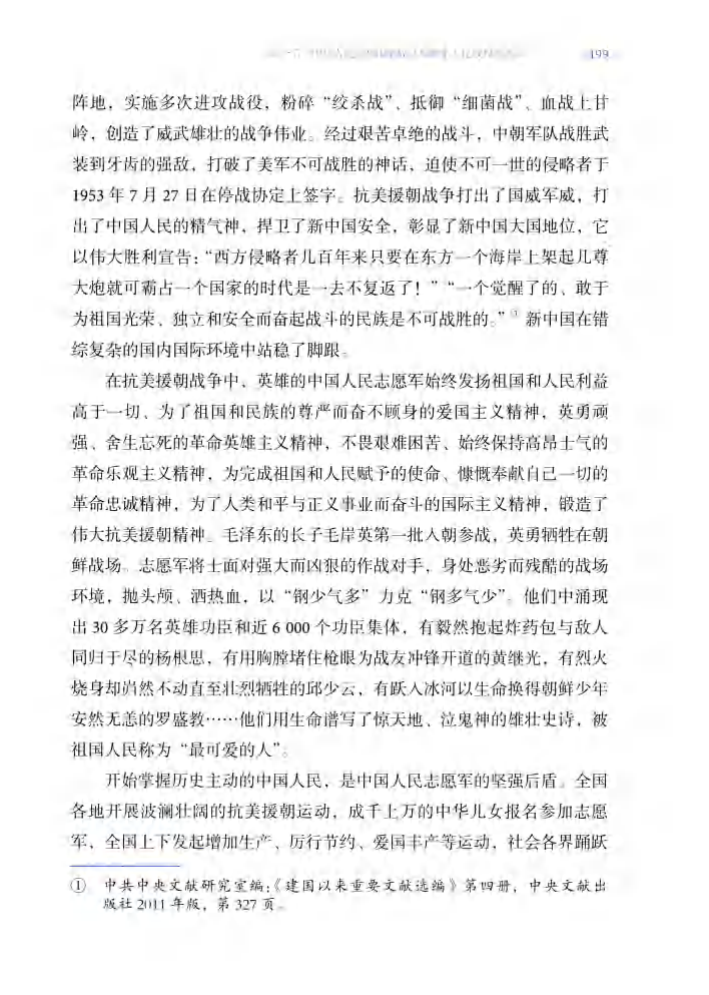 199
阵地，实施多次进攻战役，粉碎“绞杀战”、抵御“细菌战”、血战上甘
岭，创造了威武雄壮的战争伟业。经过艰苦卓绝的战斗，中朝军队战胜武
装到牙齿的强敌，打破了美军不可战胜的神话，迫使不可一世的侵略者于
1953 年 7 月 27 日在停战协定上签字。抗美援朝战争打出了国威军威，打
出了中国人民的精气神，捍卫了新中国安全，彰显了新中国大国地位，它
以伟大胜利宣告：“西方侵略者几百年来只要在东方一个海岸上架起几尊
大炮就可霸占一个国家的时代是一去不复返了！”“一个觉醒了的、敢于
为祖国光荣、独立和安全而奋起战斗的民族是不可战胜的。”① 新中国在错
综复杂的国内国际环境中站稳了脚跟。
在抗美援朝战争中，英雄的中国人民志愿军始终发扬祖国和人民利益
高于一切、为了祖国和民族的尊严而奋不顾身的爱国主义精神，英勇顽
强、舍生忘死的革命英雄主义精神，不畏艰难困苦、始终保持高昂士气的
革命乐观主义精神，为完成祖国和人民赋予的使命、慷慨奉献自己一切的
革命忠诚精神，为了人类和平与正义事业而奋斗的国际主义精神，锻造了
伟大抗美援朝精神。毛泽东的长子毛岸英第一批入朝参战，英勇牺牲在朝
鲜战场。志愿军将士面对强大而凶狠的作战对手，身处恶劣而残酷的战场
环境，抛头颅、洒热血，以“钢少气多”力克“钢多气少”。他们中涌现
出 30 多万名英雄功臣和近 6 000 个功臣集体，有毅然抱起炸药包与敌人
同归于尽的杨根思，有用胸膛堵住枪眼为战友冲锋开道的黄继光，有烈火
烧身却岿然不动直至壮烈牺牲的邱少云，有跃入冰河以生命换得朝鲜少年
安然无恙的罗盛教……他们用生命谱写了惊天地、泣鬼神的雄壮史诗，被
祖国人民称为“最可爱的人”。
开始掌握历史主动的中国人民，是中国人民志愿军的坚强后盾。全国
各地开展波澜壮阔的抗美援朝运动，成千上万的中华儿女报名参加志愿
军，全国上下发起增加生产、厉行节约、爱国丰产等运动，社会各界踊跃
① 中共中央文献研究室编：《建国以来重要文献选编》第四册，中央文献出
版社 2011 年版，第 327 页。